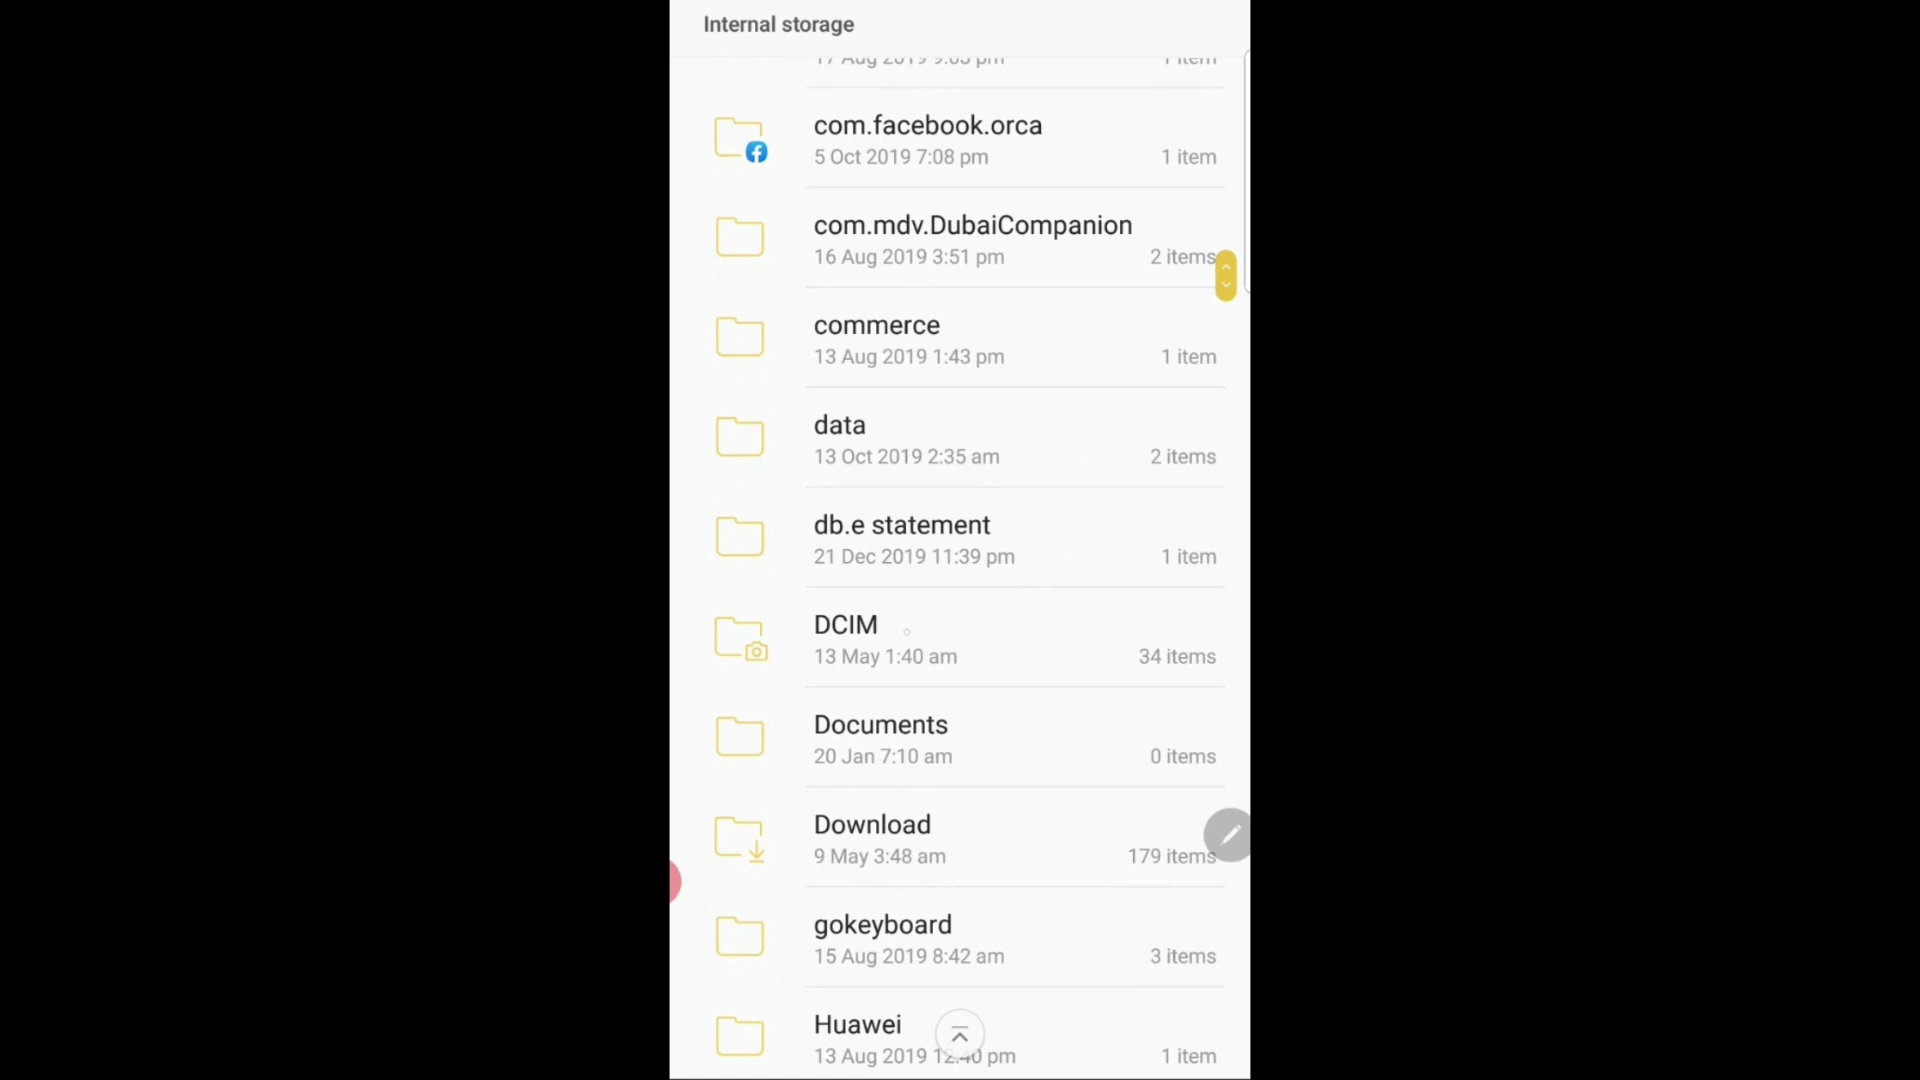 Internal storage
17 Aug 2019 9:03 pm 1 item
com.facebook.orca
5 Oct 2019 7:08 pm 1 item
com.mdv.DubaiCompanion
16 Aug 2019 3:51 pm 2 items
commerce
13 Aug 2019 1:43 pm 1 item
data
13 Oct 2019 2:35 am 2 items
db.e statement
21 Dec 2019 11:39 pm 1 item
DCIM
13 May 1:40 am 34 items
Documents
20 Jan 7:10 am 0 items
Download
9 May 3:48 am 179 items
gokeyboard
15 Aug 2019 8:42 am 3 items
Huawei
13 Aug 2019 12:40 pm 1 item